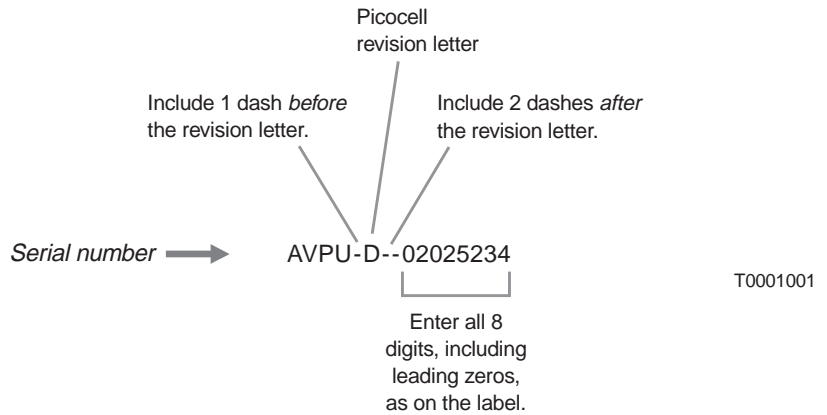 Picocell
revision letter
Include 1 dash before
the revision letter.
Include 2 dashes after
the revision letter.
Serial number
AVPU-D--02025234
T0001001
Enter all 8
digits, including
leading zeros,
as on the label.